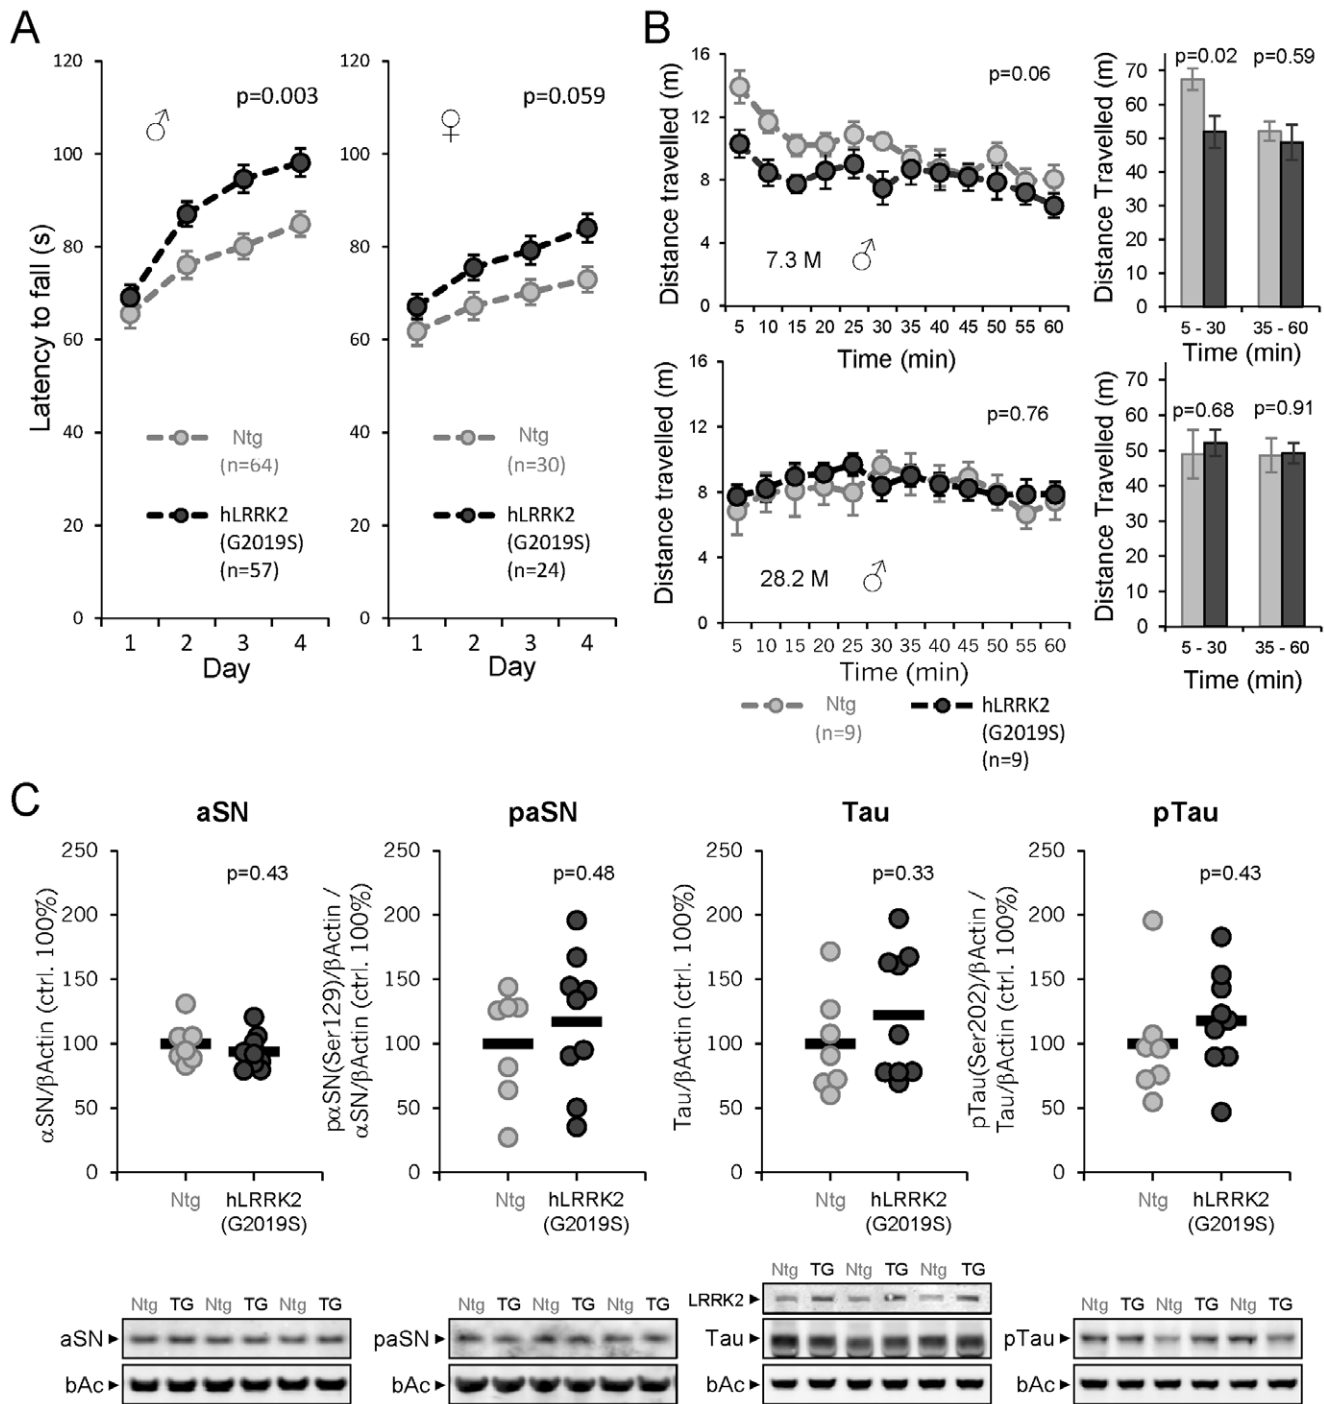 A
B
120
100
80
60
40
20
0
Latency to fall (s)
♂
p=0.003
Ntg
(n=64)
hLRRK2
(G2019S)
(n=57)
1 2 3 4
Day
120
100
80
60
40
20
0
♀
p=0.059
Ntg
(n=30)
hLRRK2
(G2019S)
(n=24)
1 2 3 4
Day
16
12
8
4
0
Distance travelled (m)
p=0.06
7.3 M ♂
5 10 15 20 25 30 35 40 45 50 55 60
Time (min)
70
60
50
40
30
20
10
0
Distance Travelled (m)
p=0.02 p=0.59
5 - 30 35 - 60
Time (min)
16
12
8
4
0
Distance travelled (m)
p=0.76
28.2 M ♂
5 10 15 20 25 30 35 40 45 50 55 60
Time (min)
70
60
50
40
30
20
10
0
Distance Travelled (m)
p=0.68 p=0.91
5 - 30 35 - 60
Time (min)
Ntg
(n=9)
hLRRK2
(G2019S)
(n=9)
C
aSN
250
200
150
100
50
0
αSN/βActin (ctrl. 100%)
p=0.43
Ntg hLRRK2
(G2019S)
paSN
250
200
150
100
50
0
pαSN(Ser129)/βActin /
αSN/βActin (ctrl. 100%)
p=0.48
Ntg hLRRK2
(G2019S)
Tau
250
200
150
100
50
0
Tau/βActin (ctrl. 100%)
p=0.33
Ntg hLRRK2
(G2019S)
pTau
250
200
150
100
50
0
pTau(Ser202)/βActin /
Tau/βActin (ctrl. 100%)
p=0.43
Ntg hLRRK2
(G2019S)
Ntg TG Ntg TG Ntg TG
aSN
bAc
Ntg TG Ntg TG Ntg TG
paSN
bAc
Ntg TG Ntg TG Ntg TG
LRRK2
Tau
bAc
Ntg TG Ntg TG Ntg TG
pTau
bAc